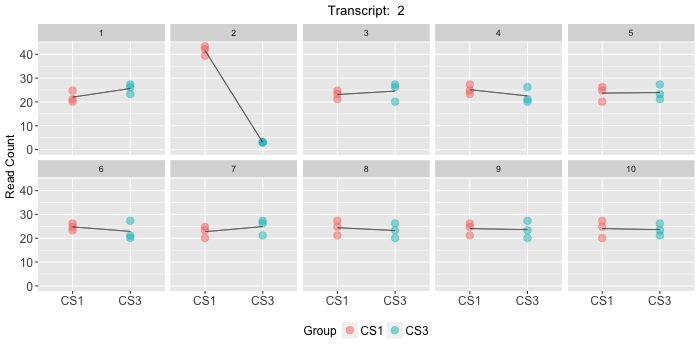 Transcript: 2
1 2 3 4 5
40
30
20
10
0
Read Count
6 7 8 9 10
40
30
20
10
0
CS1 CS3 CS1 CS3 CS1 CS3 CS1 CS3 CS1 CS3
Group CS1 CS3